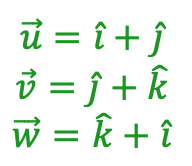 u⃗ = î + ĵ
v⃗ = ĵ + k̂
w⃗ = k̂ + î